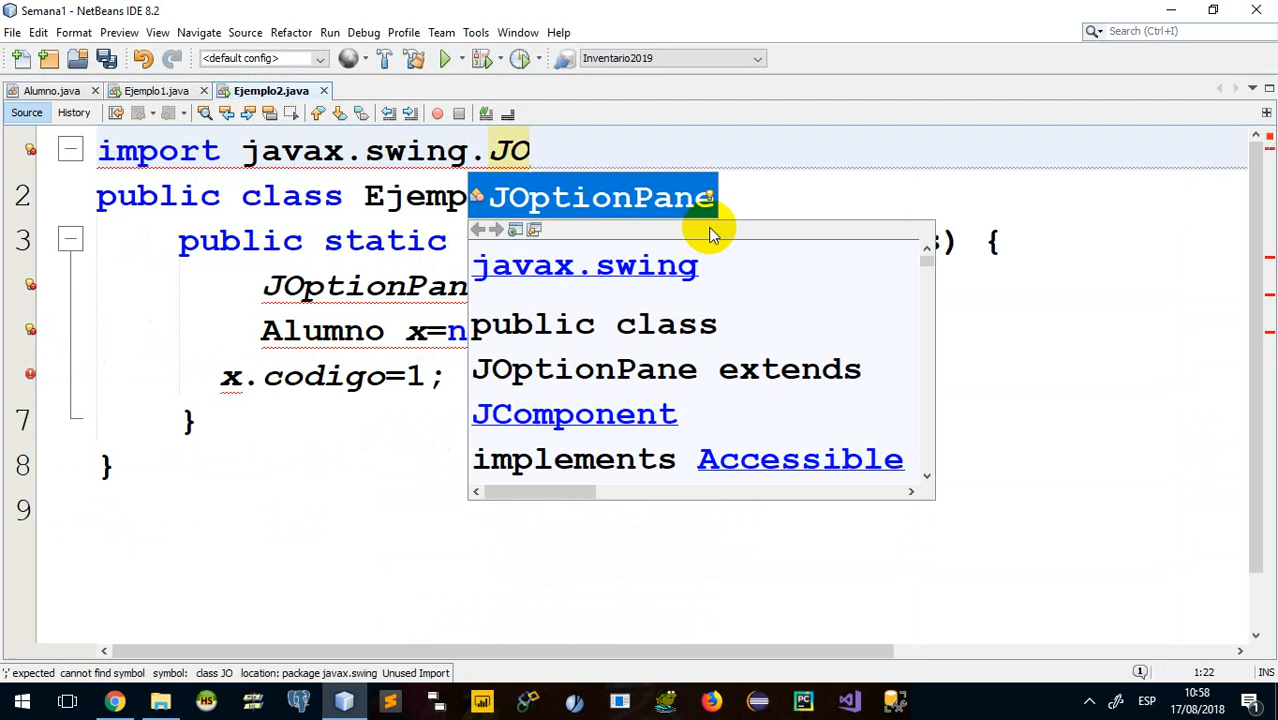 Semana1 - NetBeans IDE 8.2
File Edit Format Preview View Navigate Source Refactor Run Debug Profile Team Tools Window Help
Search (Ctrl+I)
<default config>
Inventario2019
Alumno.java
Ejemplo1.java
Ejemplo2.java
Source
History
import javax.swing.JO
2 public class Ejemp
JOptionPane
3 public static
) {
javax.swing
JOptionPan
public class
Alumno x=n
JOptionPane extends
x.codigo=1;
JComponent
7 }
implements Accessible
8 }
9
';' expected cannot find symbol symbol: class JO location: package javax.swing Unused Import
1:22
INS
ESP
10:58
17/08/2018